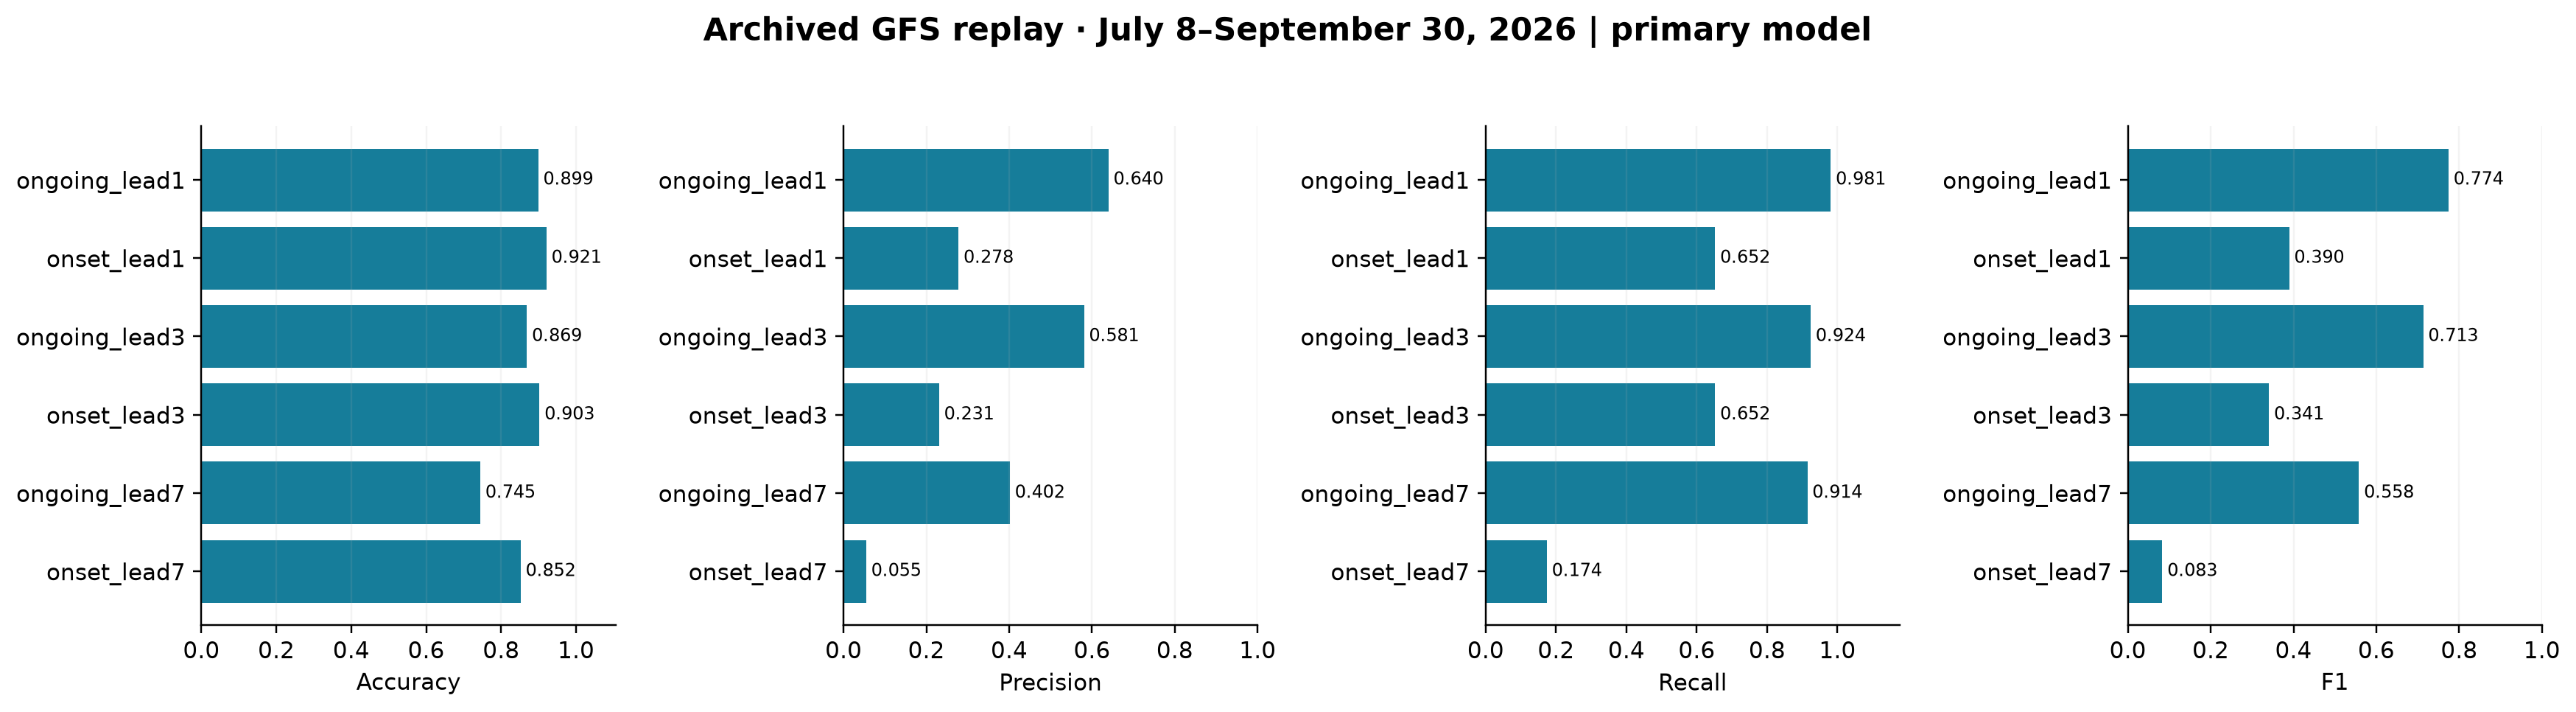 Archived GFS replay · July 8–September 30, 2026 | primary model
ongoing_lead1
onset_lead1
ongoing_lead3
onset_lead3
ongoing_lead7
onset_lead7
0.899
0.921
0.869
0.903
0.745
0.852
0.0 0.2 0.4 0.6 0.8 1.0
Accuracy
ongoing_lead1
onset_lead1
ongoing_lead3
onset_lead3
ongoing_lead7
onset_lead7
0.640
0.278
0.581
0.231
0.402
0.055
0.0 0.2 0.4 0.6 0.8 1.0
Precision
ongoing_lead1
onset_lead1
ongoing_lead3
onset_lead3
ongoing_lead7
onset_lead7
0.981
0.652
0.924
0.652
0.914
0.174
0.0 0.2 0.4 0.6 0.8 1.0
Recall
ongoing_lead1
onset_lead1
ongoing_lead3
onset_lead3
ongoing_lead7
onset_lead7
0.774
0.390
0.713
0.341
0.558
0.083
0.0 0.2 0.4 0.6 0.8 1.0
F1